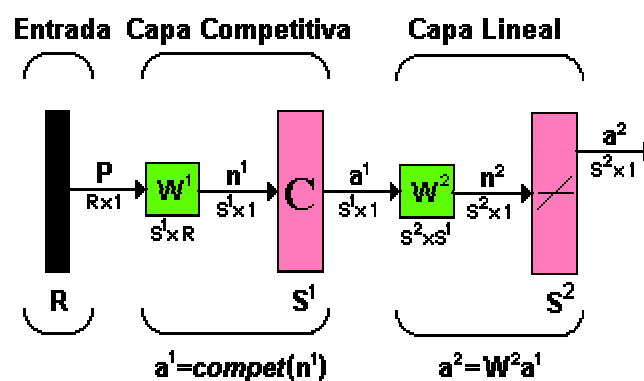 Entrada Capa Competitiva Capa Lineal
P
R×1
W¹
S¹×R
n¹
S¹×1
C
a¹
S¹×1
W²
S²×S¹
n²
S²×1
a²
S²×1
R
S¹
S²
a¹=compet(n¹)
a²=W²a¹